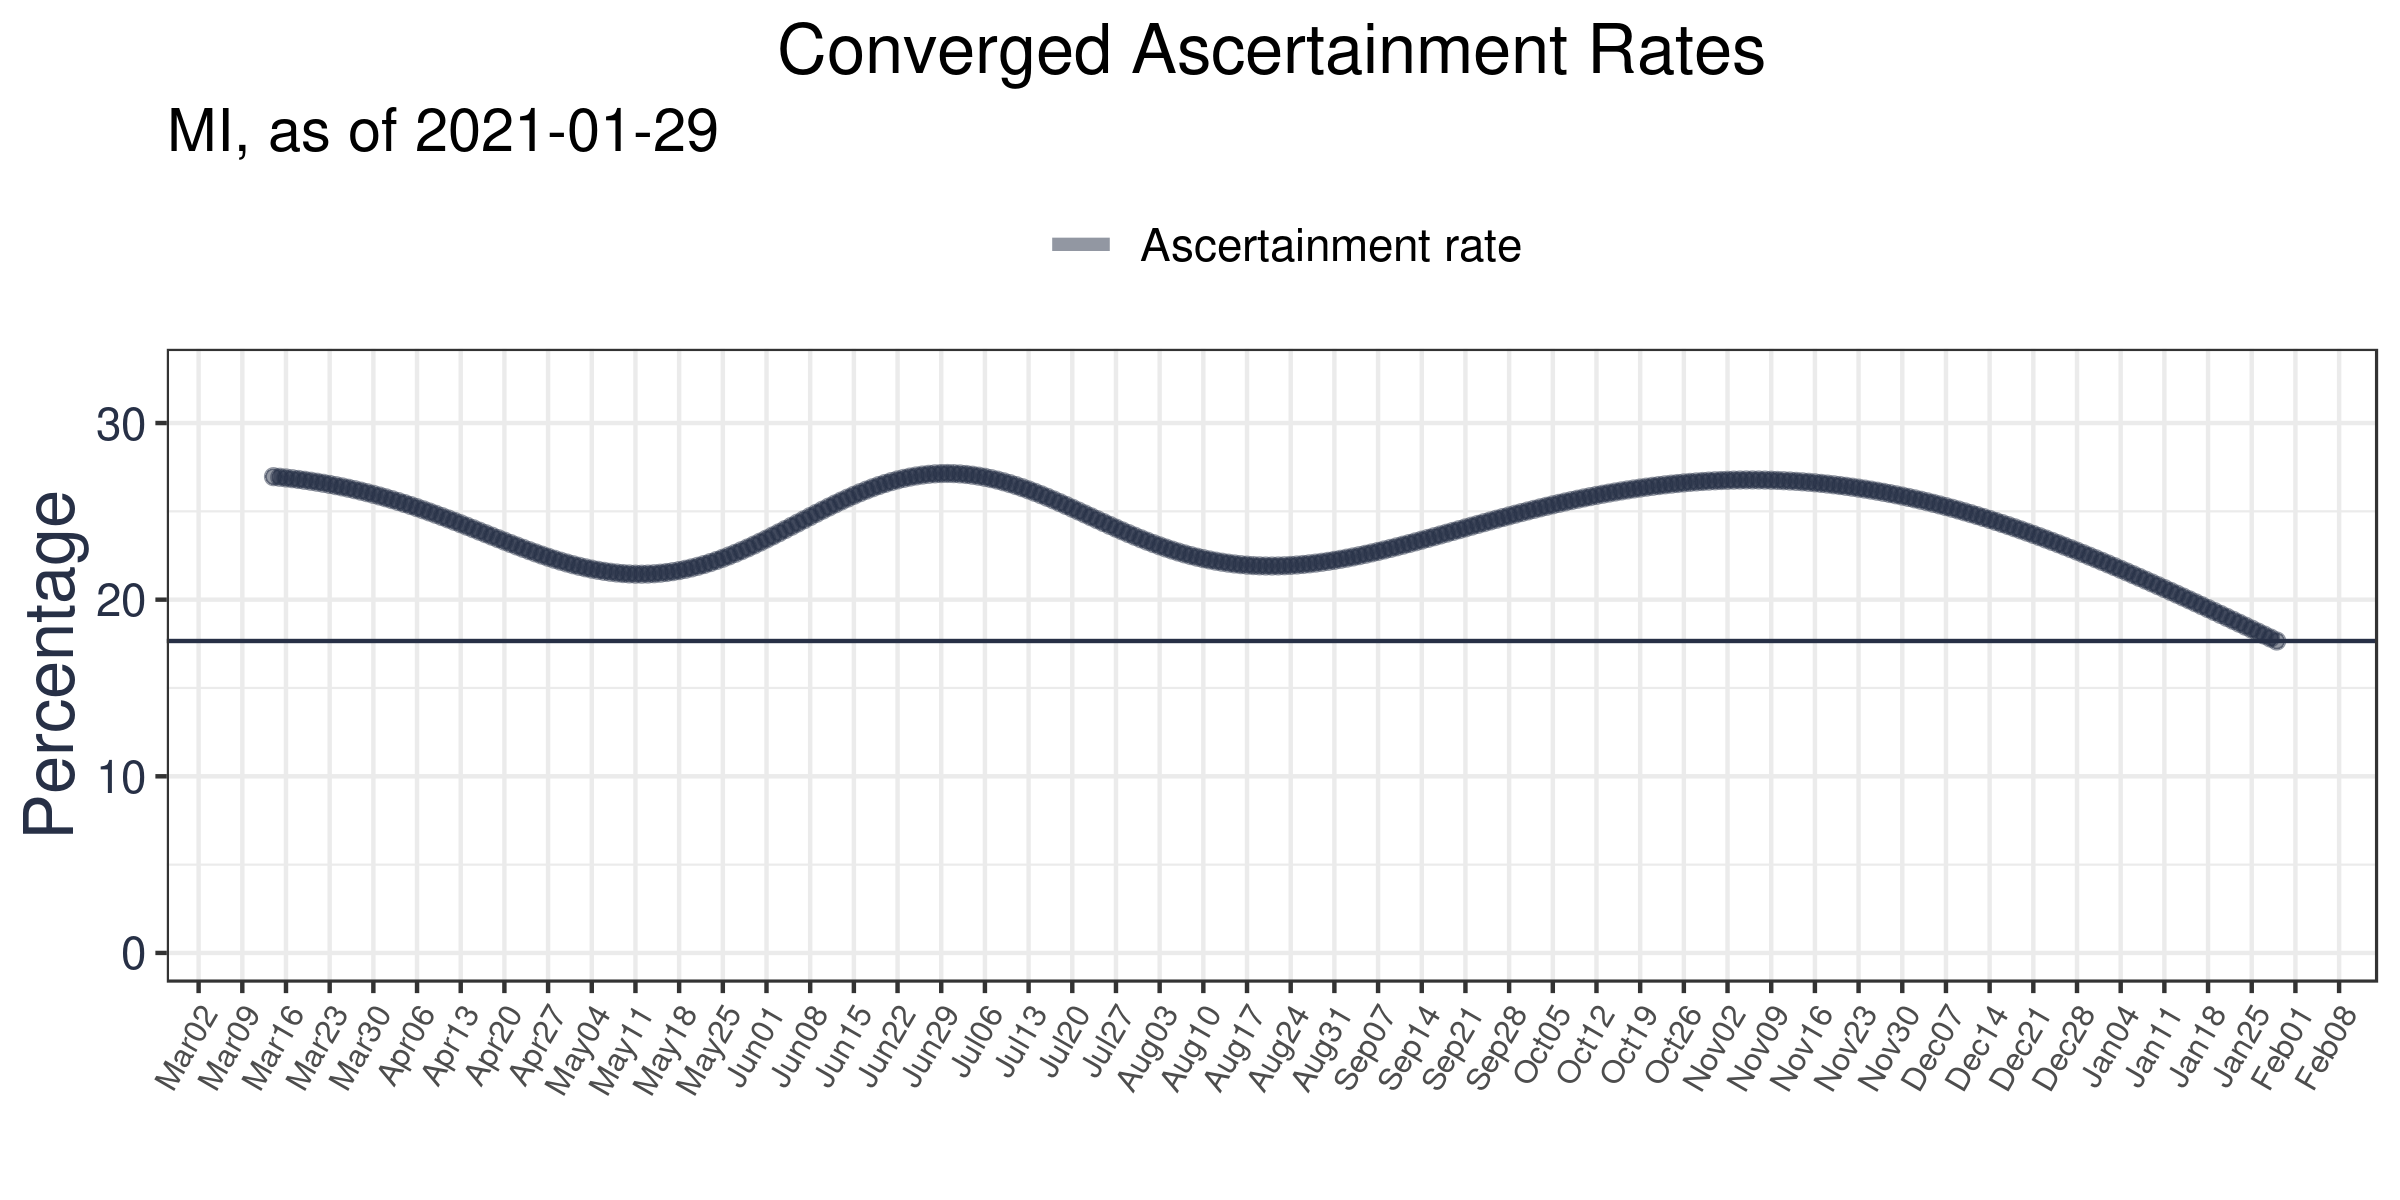 Converged Ascertainment Rates
MI, as of 2021-01-29
Ascertainment rate
Percentage
30
20
10
0
Mar02 Mar09 Mar16 Mar23 Mar30 Apr06 Apr13 Apr20 Apr27 May04 May11 May18 May25 Jun01 Jun08 Jun15 Jun22 Jun29 Jul06 Jul13 Jul20 Jul27 Aug03 Aug10 Aug17 Aug24 Aug31 Sep07 Sep14 Sep21 Sep28 Oct05 Oct12 Oct19 Oct26 Nov02 Nov09 Nov16 Nov23 Nov30 Dec07 Dec14 Dec21 Dec28 Jan04 Jan11 Jan18 Jan25 Feb01 Feb08